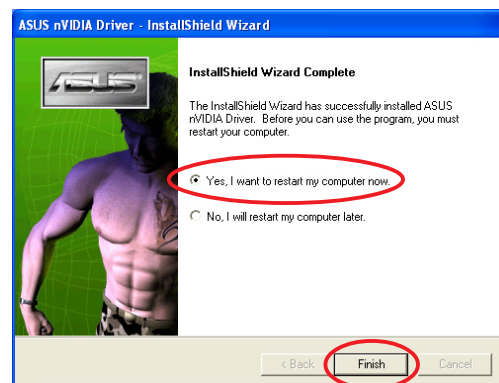 ASUS nVIDIA Driver - InstallShield Wizard
ASUS
InstallShield Wizard Complete
The InstallShield Wizard has successfully installed ASUS
nVIDIA Driver. Before you can use the program, you must
restart your computer.
Yes, I want to restart my computer now.
No, I will restart my computer later.
< Back
Finish
Cancel